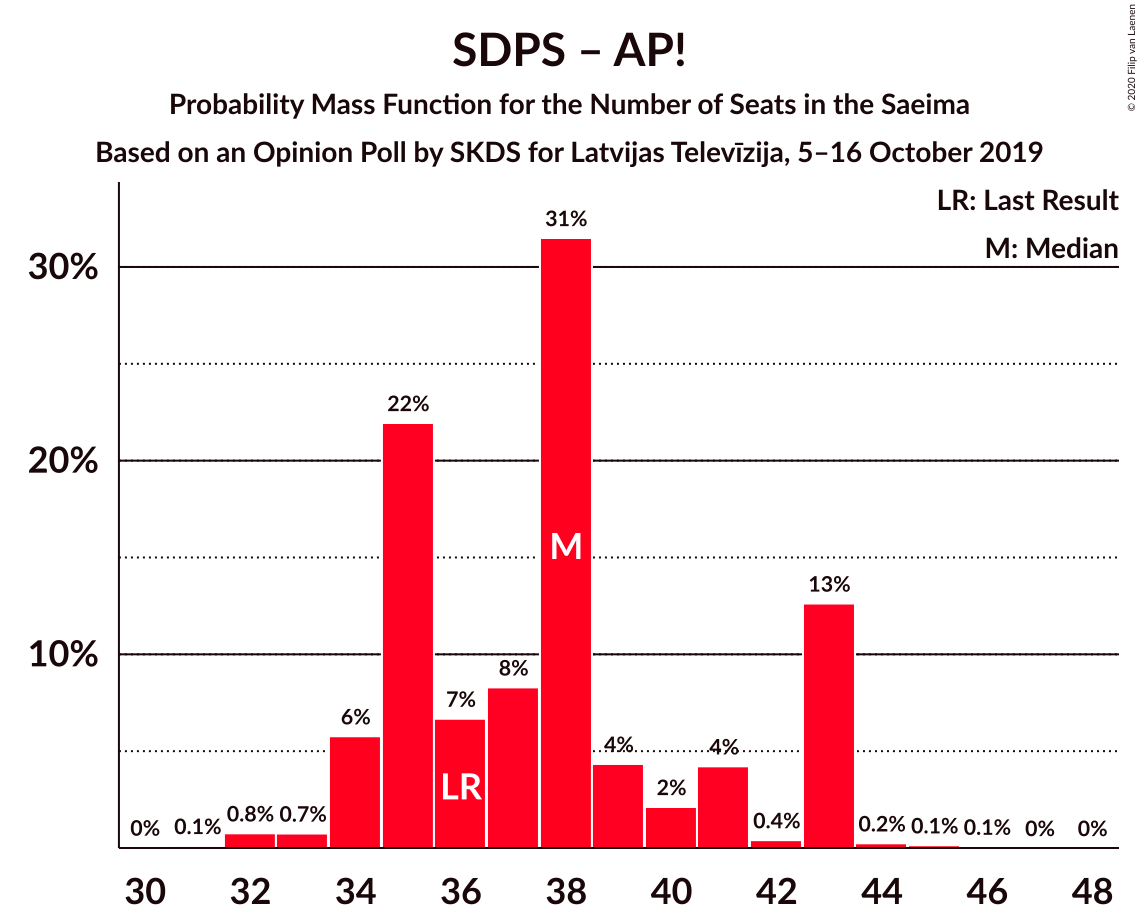 SDPS – AP!
Probability Mass Function for the Number of Seats in the Saeima
Based on an Opinion Poll by SKDS for Latvijas Televīzija, 5–16 October 2019
© 2020 Filip van Laenen
LR: Last Result
M: Median
30%
20%
10%
0%
0.1%
0.8%
0.7%
6%
22%
7%
8%
31%
4%
2%
4%
0.4%
13%
0.2%
0.1%
0.1%
0%
0%
LR
M
30 32 34 36 38 40 42 44 46 48